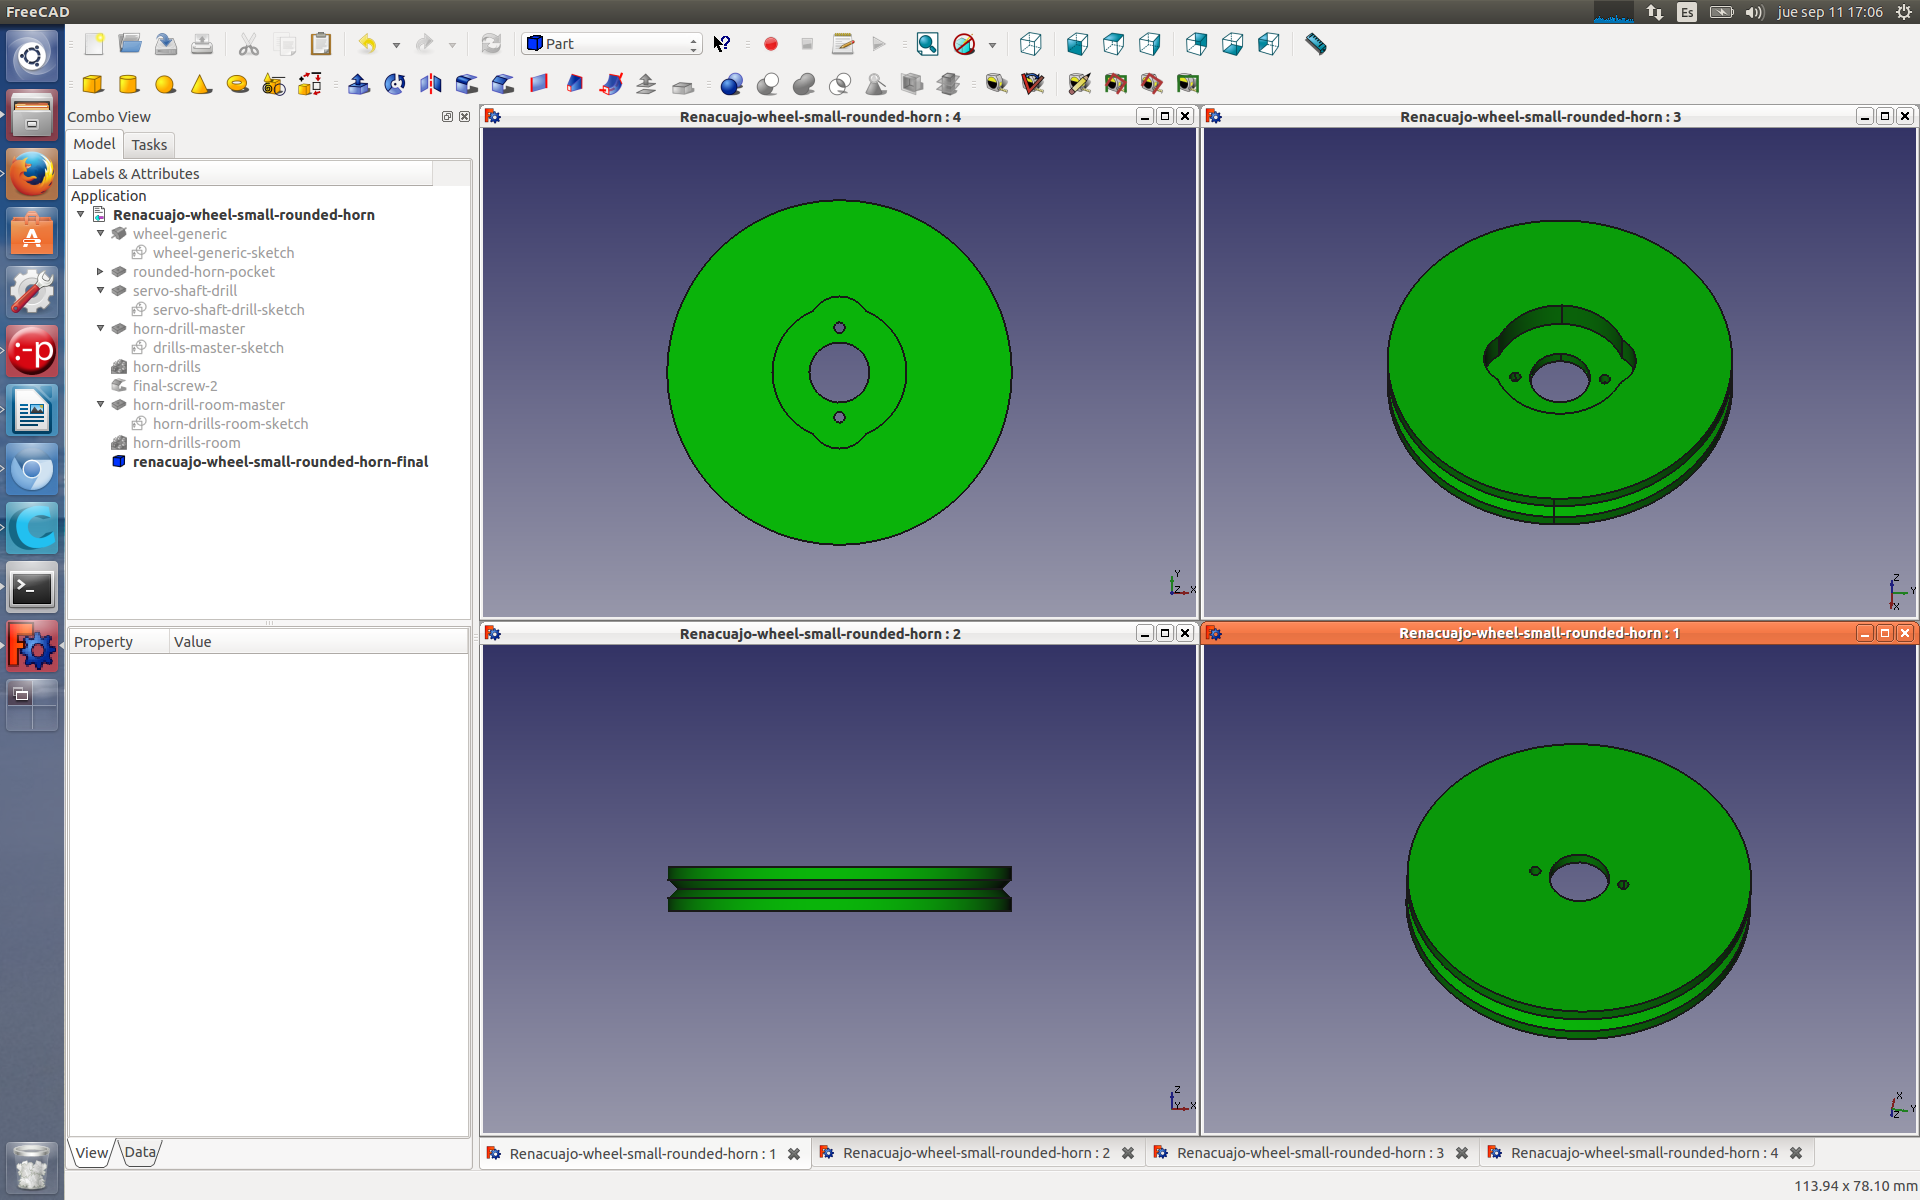 FreeCAD
Es
jue sep 11 17:06
Part
Combo View
Model
Tasks
Labels & Attributes
Application
Renacuajo-wheel-small-rounded-horn
wheel-generic
wheel-generic-sketch
rounded-horn-pocket
servo-shaft-drill
servo-shaft-drill-sketch
horn-drill-master
drills-master-sketch
horn-drills
final-screw-2
horn-drill-room-master
horn-drills-room-sketch
horn-drills-room
renacuajo-wheel-small-rounded-horn-final
Property
Value
View
Data
Renacuajo-wheel-small-rounded-horn : 4
Y
Z
X
Renacuajo-wheel-small-rounded-horn : 3
Z
Y
X
Renacuajo-wheel-small-rounded-horn : 2
Z
Y
X
Renacuajo-wheel-small-rounded-horn : 1
X
Y
Z
Renacuajo-wheel-small-rounded-horn : 1
Renacuajo-wheel-small-rounded-horn : 2
Renacuajo-wheel-small-rounded-horn : 3
Renacuajo-wheel-small-rounded-horn : 4
113.94 x 78.10 mm